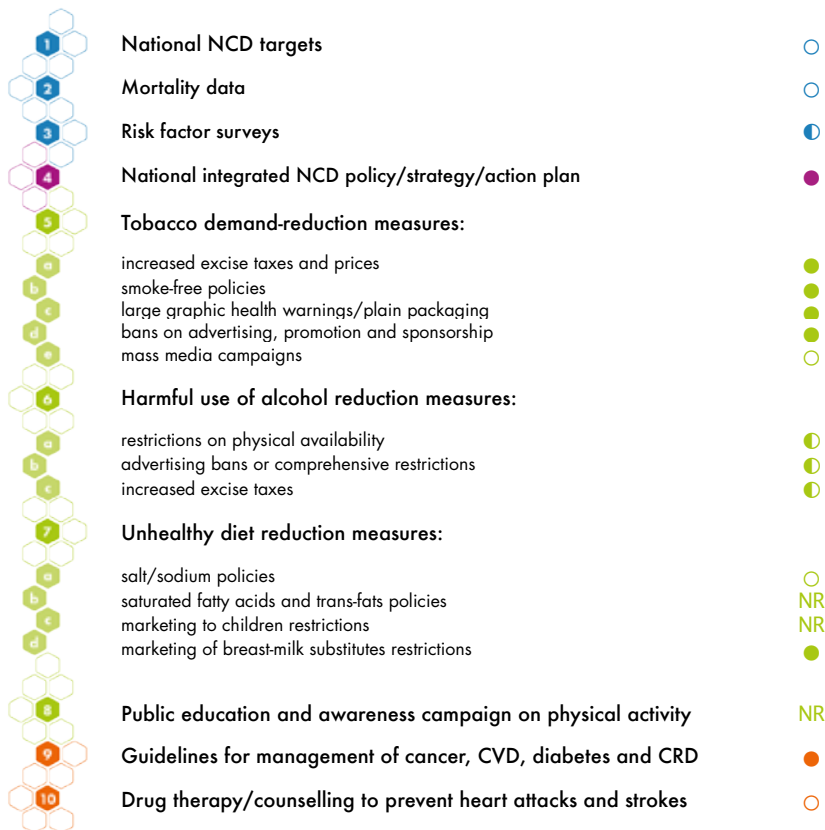 1 National NCD targets
2 Mortality data
3 Risk factor surveys
4 National integrated NCD policy/strategy/action plan
5 Tobacco demand-reduction measures:
a increased excise taxes and prices
b smoke-free policies
c large graphic health warnings/plain packaging
d bans on advertising, promotion and sponsorship
e mass media campaigns
6 Harmful use of alcohol reduction measures:
a restrictions on physical availability
b advertising bans or comprehensive restrictions
c increased excise taxes
7 Unhealthy diet reduction measures:
a salt/sodium policies
b saturated fatty acids and trans-fats policies NR
c marketing to children restrictions NR
d marketing of breast-milk substitutes restrictions
8 Public education and awareness campaign on physical activity NR
9 Guidelines for management of cancer, CVD, diabetes and CRD
10 Drug therapy/counselling to prevent heart attacks and strokes